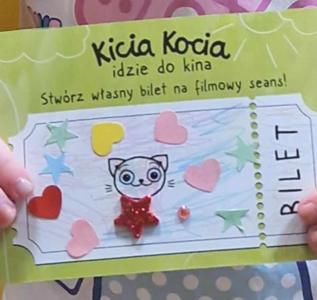 Kicia Kocia
idzie do kina
Stwórz własny bilet na filmowy seans!
BILET